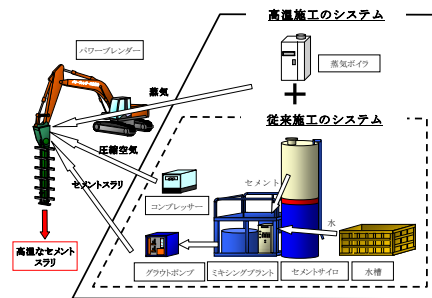 高温施工のシステム
パワーブレンダー
蒸気ボイラ
蒸気
従来施工のシステム
圧縮空気
セメントスラリ
セメント
コンプレッサー
水
高温なセメント
スラリ
グラウトポンプ
ミキシングプラント
セメントサイロ
水槽